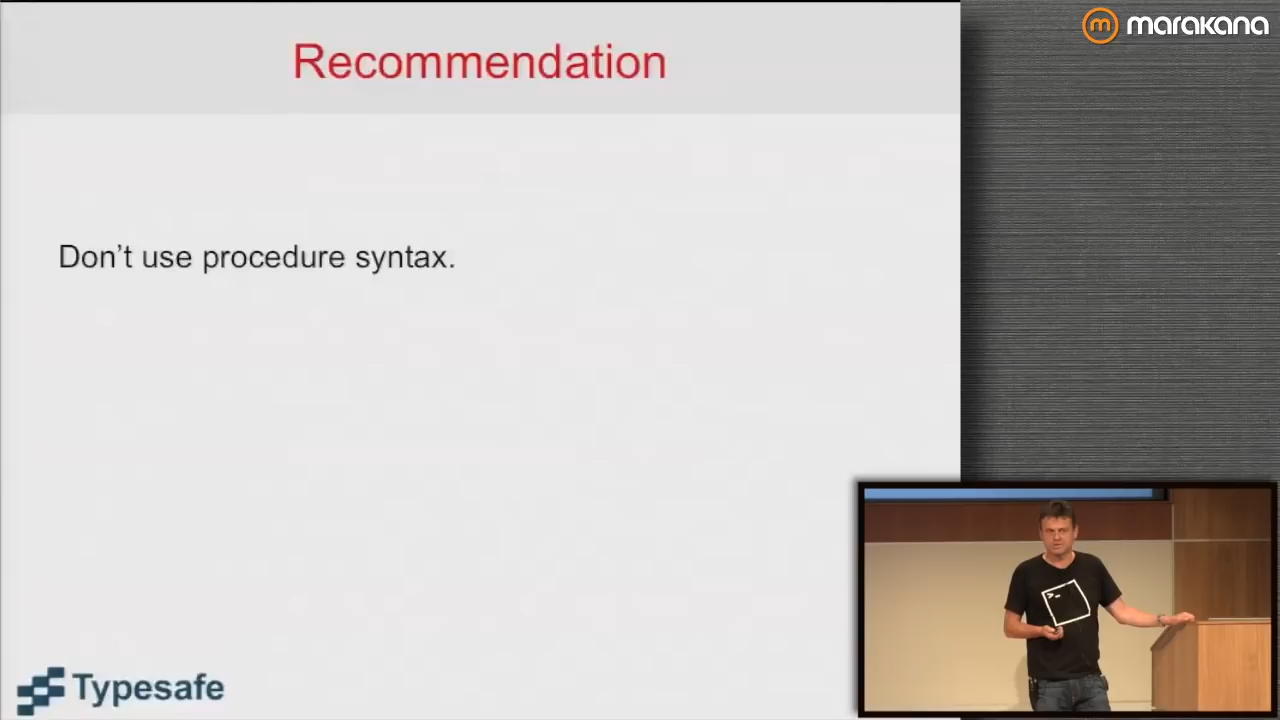 Recommendation
marakana
Don't use procedure syntax.
>_
Typesafe